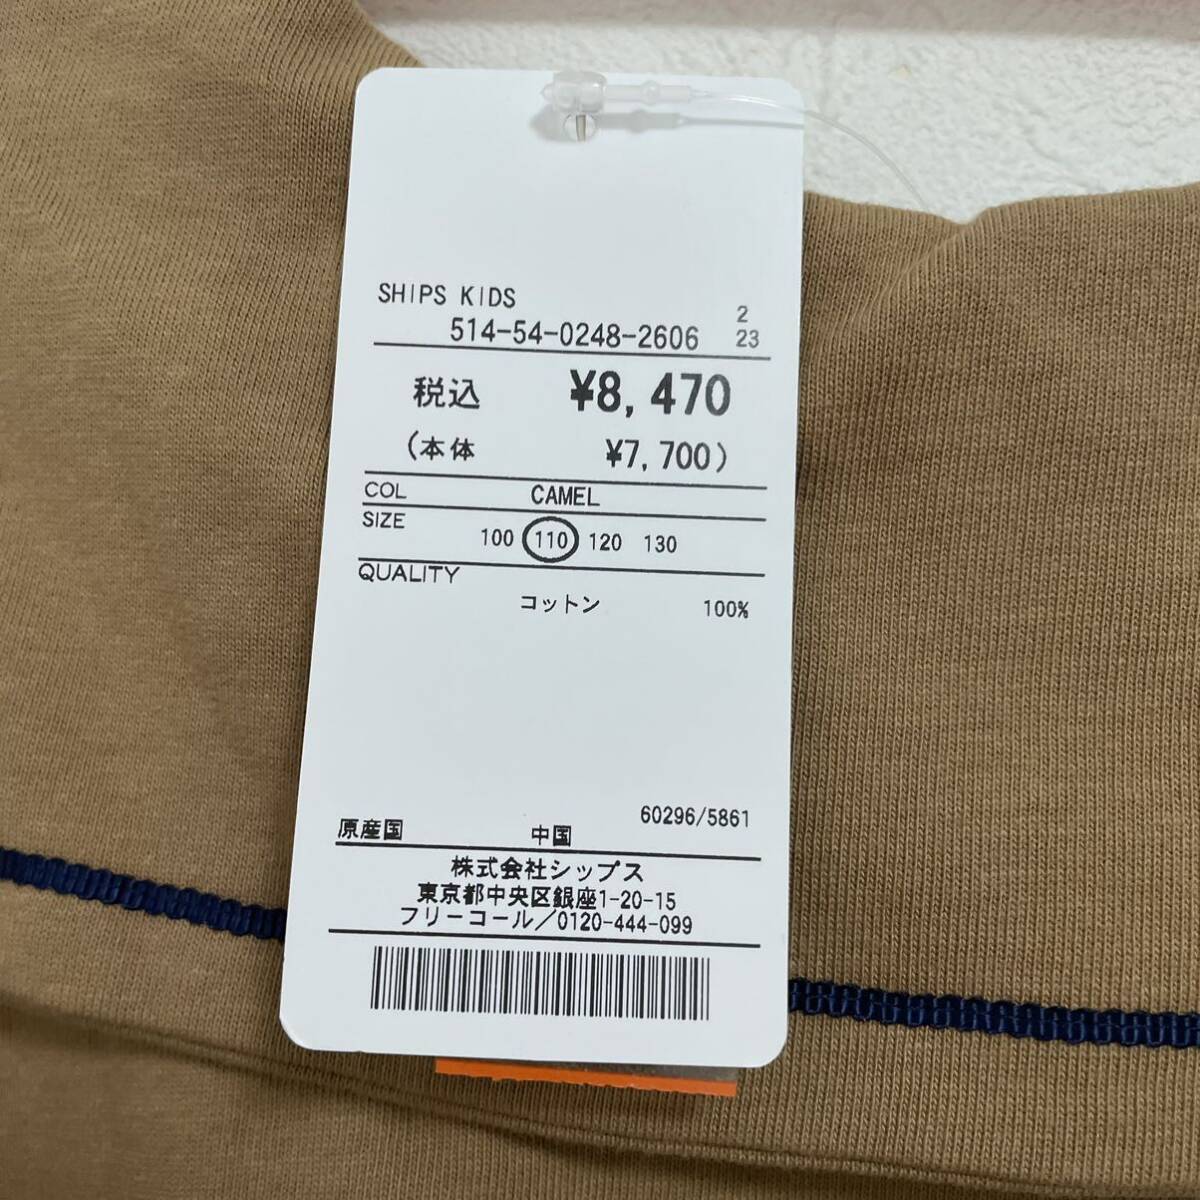 SHIPS KIDS
514-54-0248-2606
2
23
税込 ¥8,470
(本体 ¥7,700)
COL CAMEL
SIZE 100 110 120 130
QUALITY
コットン 100%
60296/5861
原産国 中国
株式会社シップス
東京都中央区銀座1-20-15
フリーコール/0120-444-099